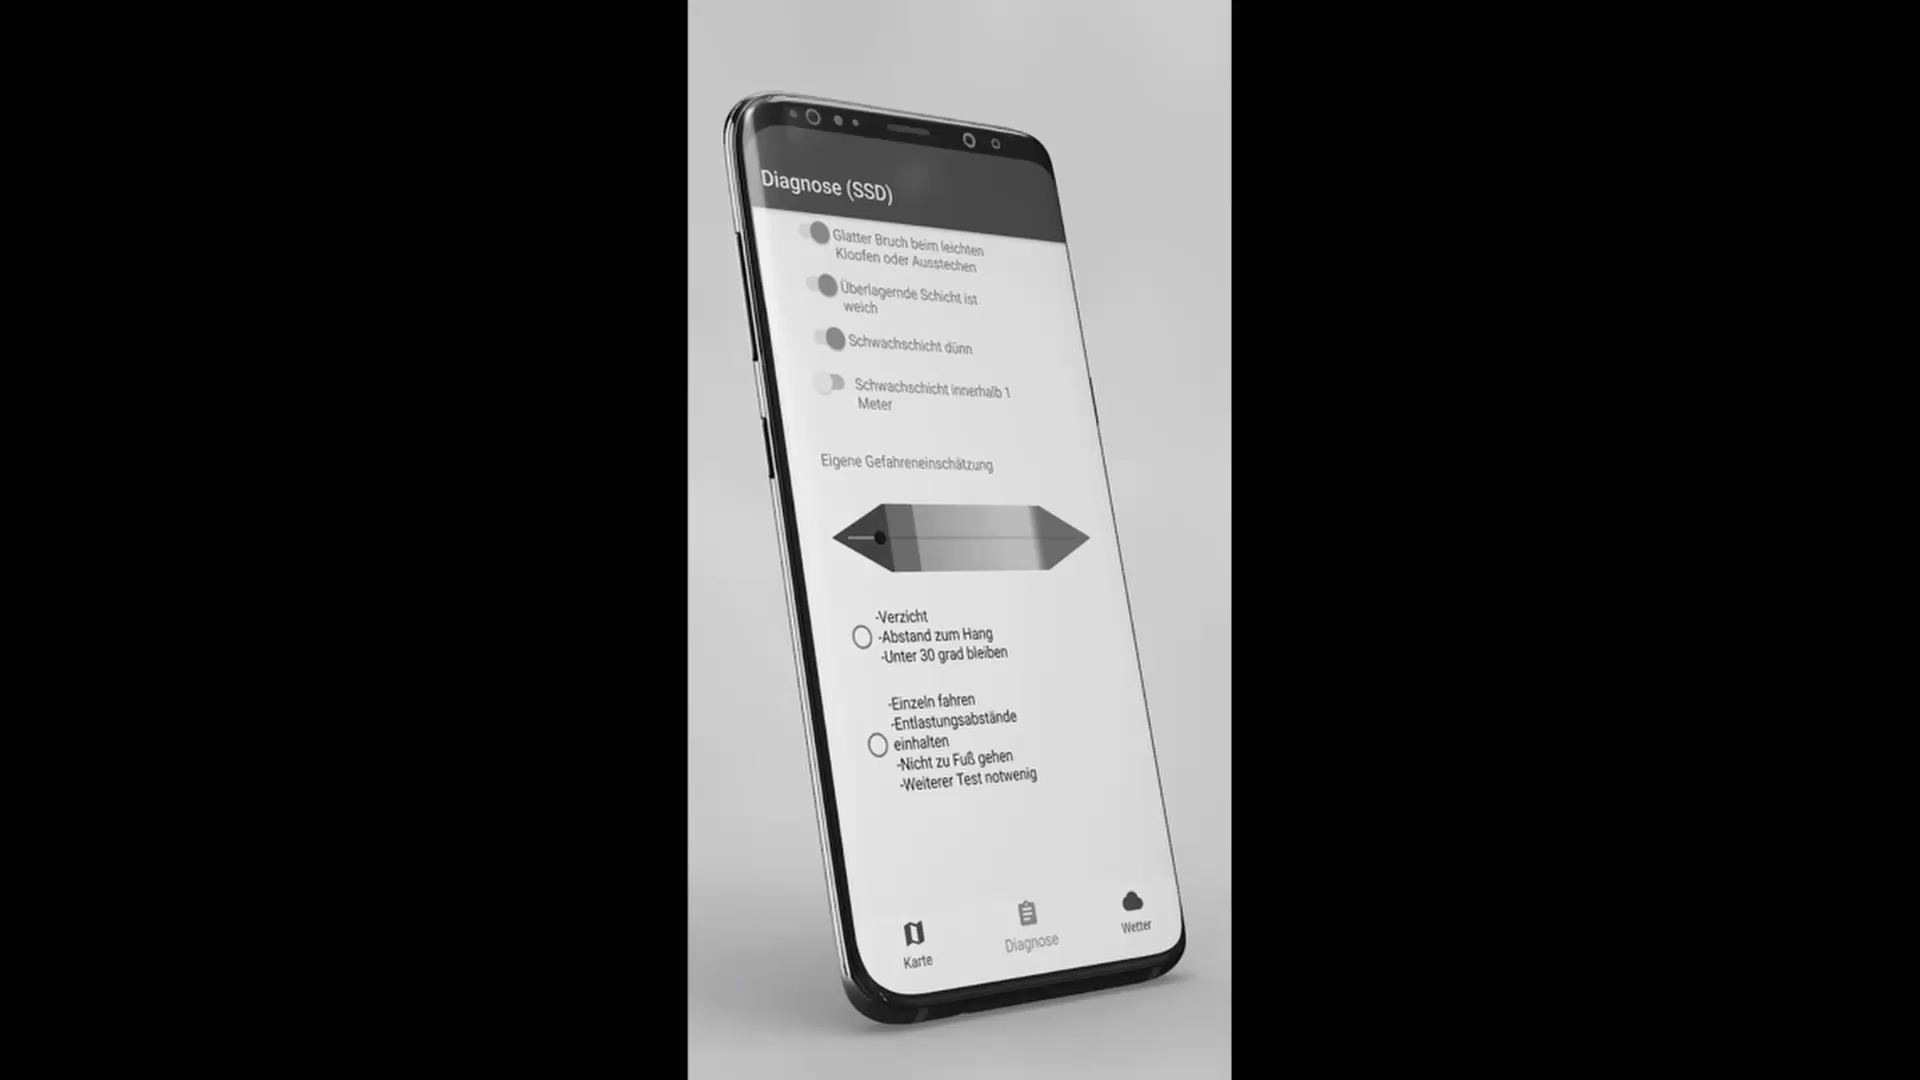 Diagnose (SSD)
Glatter Bruch beim leichten
Kloofen oder Ausstechen
Überlagernde Schicht ist
weich
Schwachschicht dünn
Schwachschicht innerhalb 1
Meter
Eigene Gefahreneinschätzung
-Verzicht
-Abstand zum Hang
-Unter 30 grad bleiben
-Einzeln fahren
-Entlastungsabstände
einhalten
-Nicht zu Fuß gehen
-Weiterer Test notwenig
Karte
Diagnose
Wetter